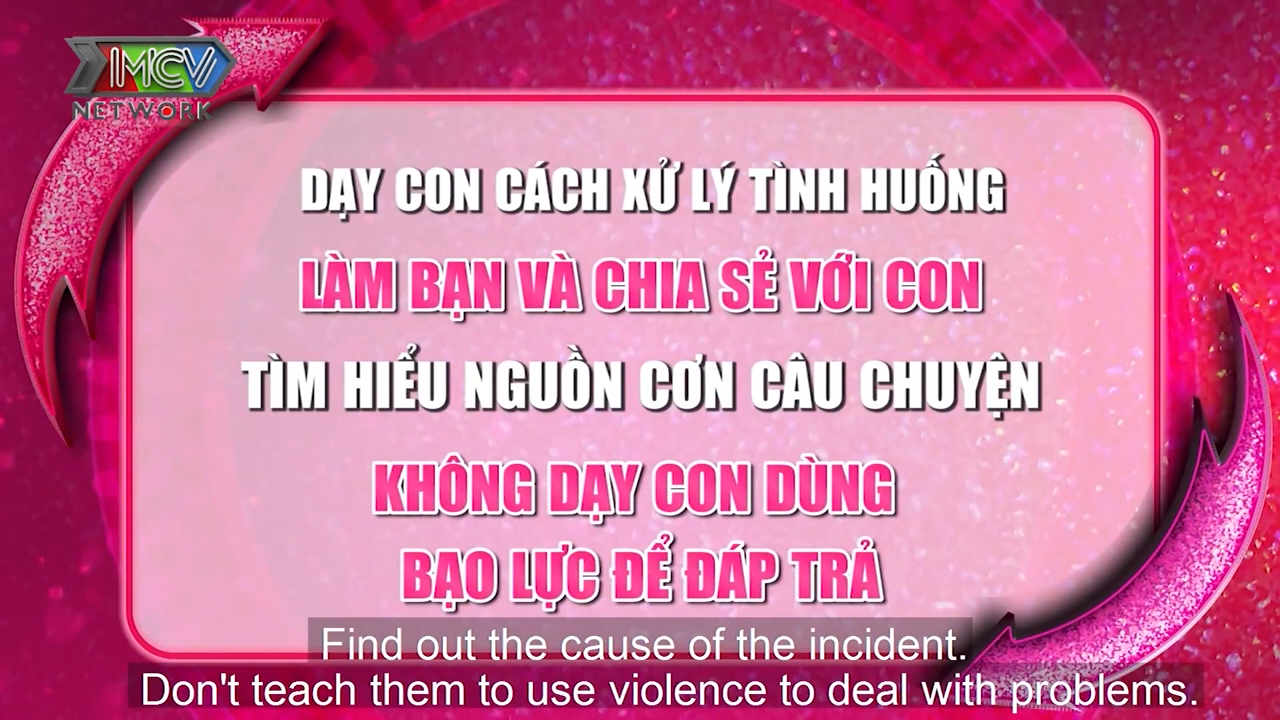 MCV
NETWORK
DẠY CON CÁCH XỬ LÝ TÌNH HUỐNG
LÀM BẠN VÀ CHIA SẺ VỚI CON
TÌM HIỂU NGUỒN CƠN CÂU CHUYỆN
KHÔNG DẠY CON DÙNG
BẠO LỰC ĐỂ ĐÁP TRẢ
Find out the cause of the incident.
Don't teach them to use violence to deal with problems.